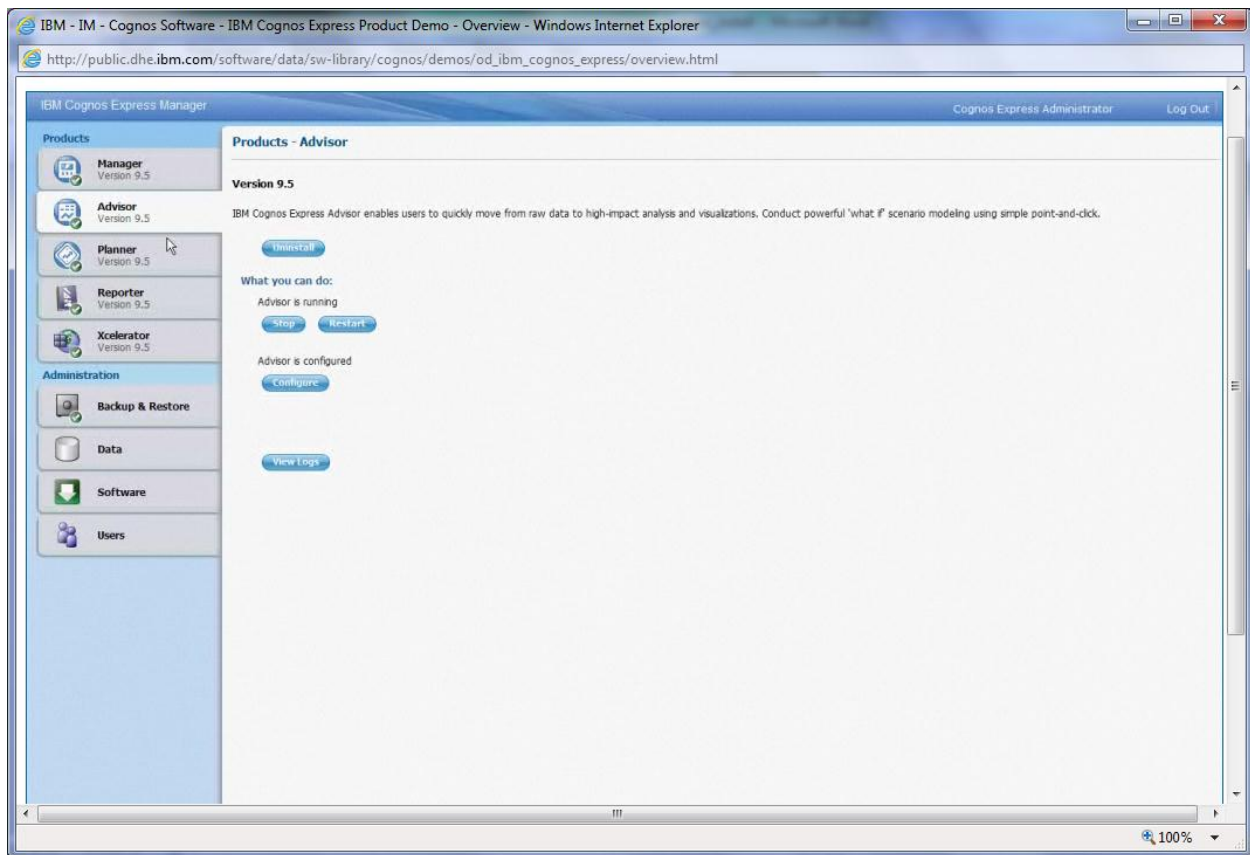 IBM - IM - Cognos Software - IBM Cognos Express Product Demo - Overview - Windows Internet Explorer
http://public.dhe.ibm.com/software/data/sw-library/cognos/demos/od_ibm_cognos_express/overview.html
IBM Cognos Express Manager
Cognos Express Administrator
Log Out
Products
Manager
Version 9.5
Advisor
Version 9.5
Planner
Version 9.5
Reporter
Version 9.5
Xcelerator
Version 9.5
Administration
Backup & Restore
Data
Software
Users
Products - Advisor
Version 9.5
IBM Cognos Express Advisor enables users to quickly move from raw data to high-impact analysis and visualizations. Conduct powerful 'what if' scenario modeling using simple point-and-click.
Uninstall
What you can do:
Advisor is running
Stop Restart
Advisor is configured
Configure
View Logs
100%